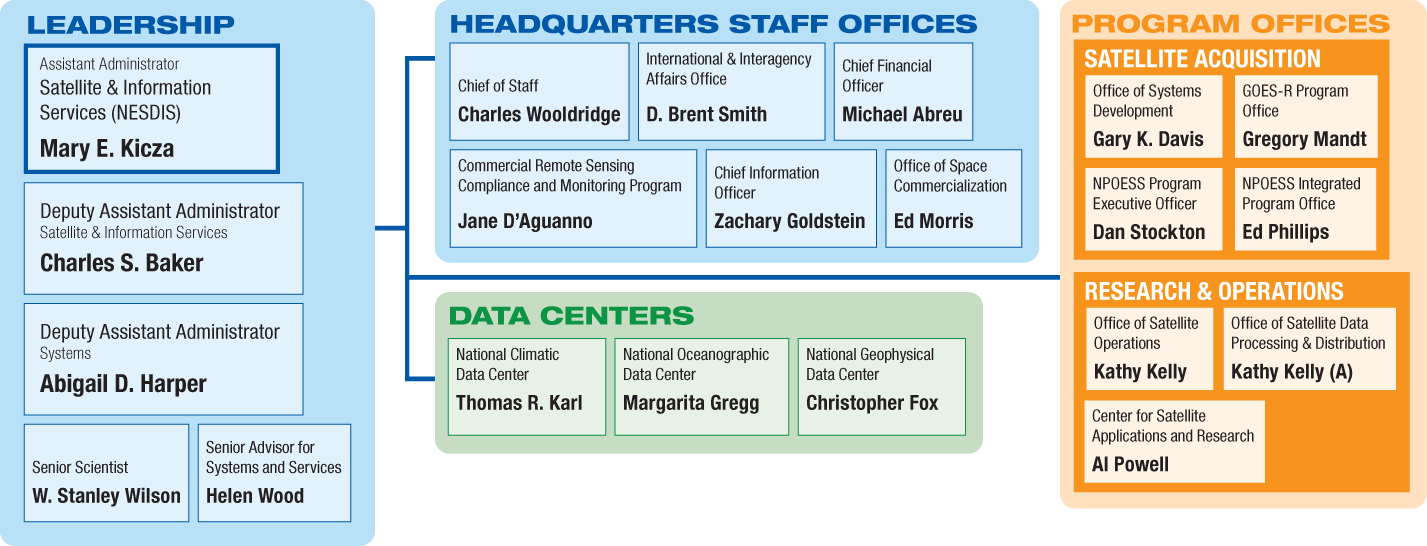 LEADERSHIP
Assistant Administrator
Satellite & Information
Services (NESDIS)
Mary E. Kicza
Deputy Assistant Administrator
Satellite & Information Services
Charles S. Baker
Deputy Assistant Administrator
Systems
Abigail D. Harper
Senior Scientist
W. Stanley Wilson
Senior Advisor for
Systems and Services
Helen Wood
HEADQUARTERS STAFF OFFICES
Chief of Staff
Charles Wooldridge
International & Interagency
Affairs Office
D. Brent Smith
Chief Financial
Officer
Michael Abreu
Commercial Remote Sensing
Compliance and Monitoring Program
Jane D’Aguanno
Chief Information
Officer
Zachary Goldstein
Office of Space
Commercialization
Ed Morris
DATA CENTERS
National Climatic
Data Center
Thomas R. Karl
National Oceanographic
Data Center
Margarita Gregg
National Geophysical
Data Center
Christopher Fox
PROGRAM OFFICES
SATELLITE ACQUISITION
Office of Systems
Development
Gary K. Davis
GOES-R Program
Office
Gregory Mandt
NPOESS Program
Executive Officer
Dan Stockton
NPOESS Integrated
Program Office
Ed Phillips
RESEARCH & OPERATIONS
Office of Satellite
Operations
Kathy Kelly
Office of Satellite Data
Processing & Distribution
Kathy Kelly (A)
Center for Satellite
Applications and Research
Al Powell